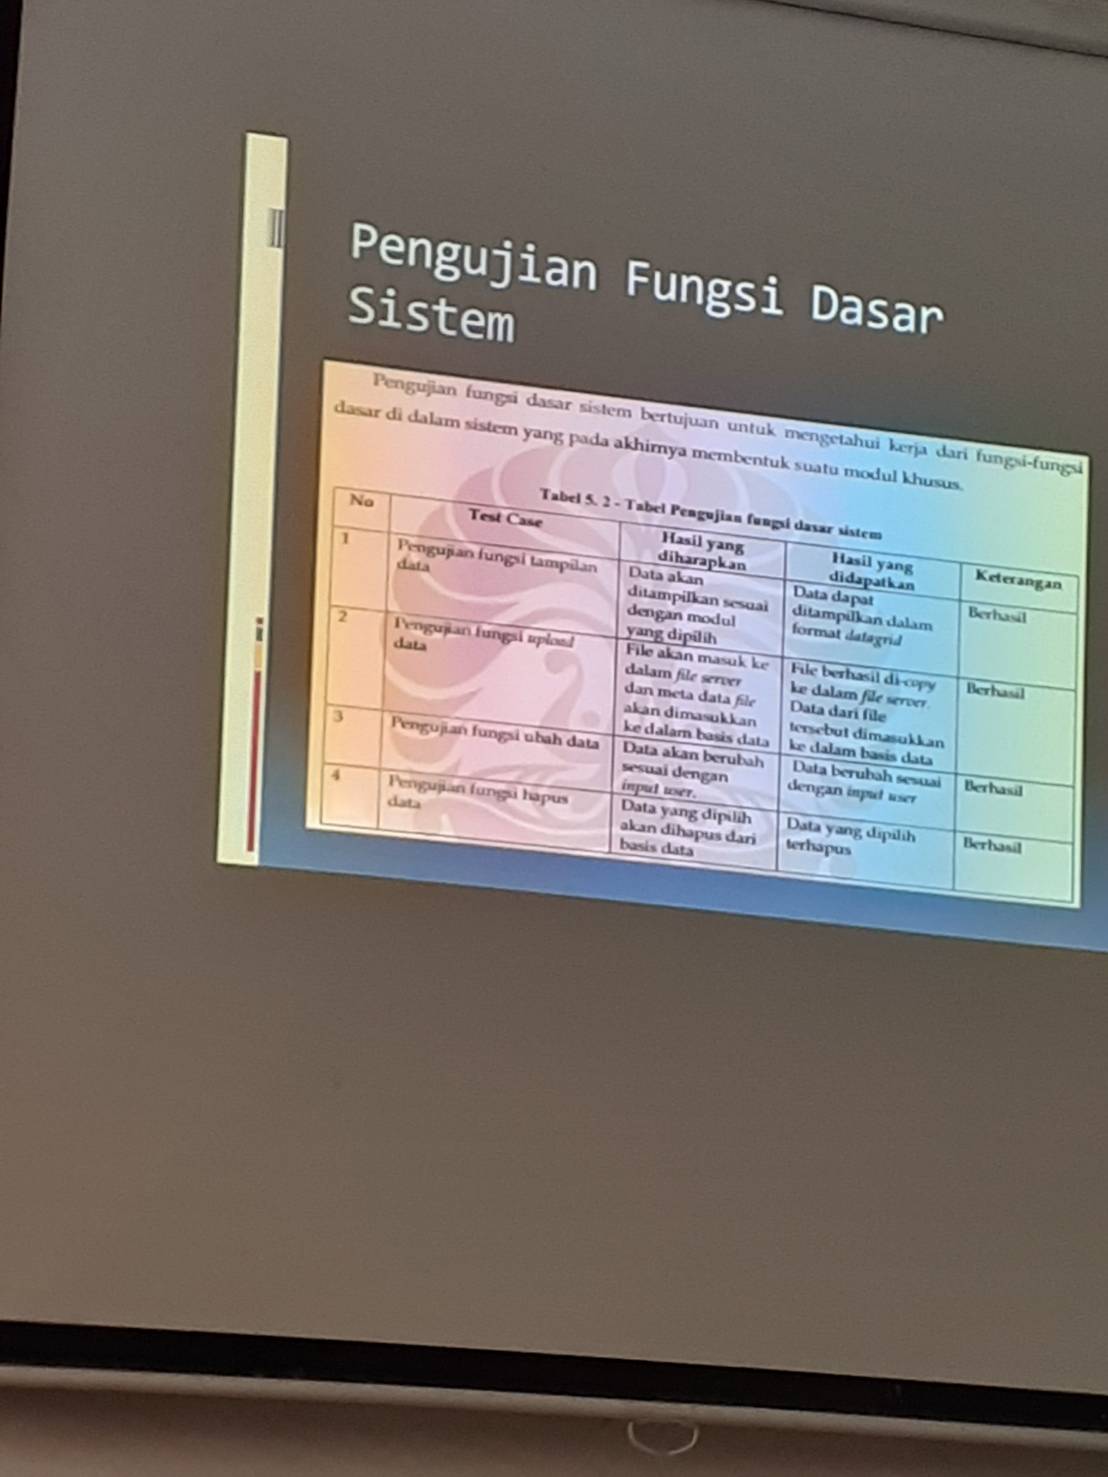 Pengujian Fungsi Dasar
Sistem
Pengujian fungsi dasar sistem bertujuan untuk mengetahui kerja dari fungsi-fungsi
dasar di dalam sistem yang pada akhirnya membentuk suatu modul khusus.
Tabel 5. 2 - Tabel Pengujian fungsi dasar sistem
No
Test Case
Hasil yang
diharapkan
Hasil yang
didapatkan
Keterangan
1
Pengujian fungsi tampilan
data
Data akan
ditampilkan sesuai
dengan modul
yang dipilih
Data dapat
ditampilkan dalam
format datagrid
Berhasil
2
Pengujian fungsi upload
data
File akan masuk ke
dalam file server
dan meta data file
akan dimasukkan
ke dalam basis data
File berhasil di-copy
ke dalam file server.
Data dari file
tersebut dimasukkan
ke dalam basis data
Berhasil
3
Pengujian fungsi ubah data
Data akan berubah
sesuai dengan
input user.
Data berubah sesuai
dengan input user
Berhasil
4
Pengujian fungsi hapus
data
Data yang dipilih
akan dihapus dari
basis data
Data yang dipilih
terhapus
Berhasil